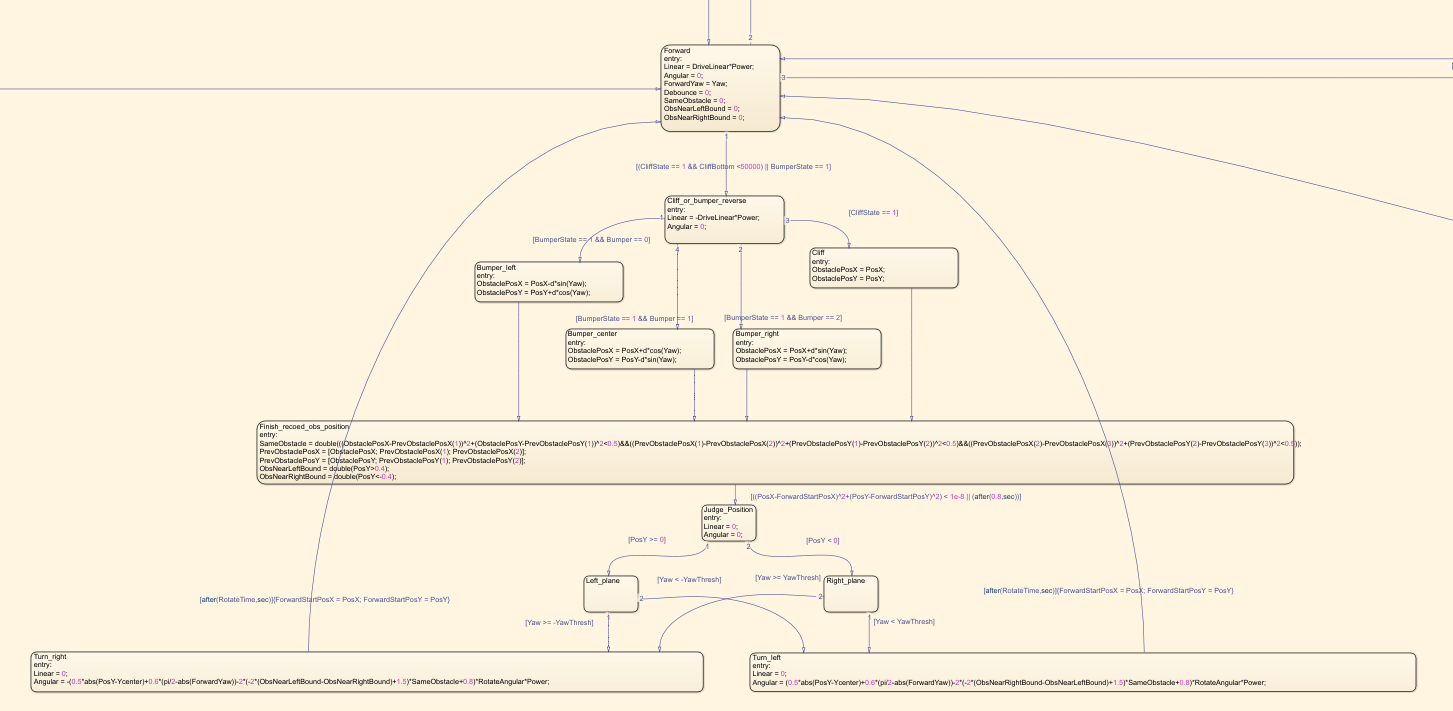 2
Forward
entry:
Linear = DriveLinear*Power;
Angular = 0;
ForwardYaw = Yaw;
Debounce = 0;
SameObstacle = 0;
ObsNearLeftBound = 0;
ObsNearRightBound = 0;
3
1
[(CliffState == 1 && CliffBottom <50000) || BumperState == 1]
Cliff_or_bumper_reverse
entry:
Linear = -DriveLinear*Power;
Angular = 0;
1
3
4
2
[CliffState == 1]
[BumperState == 1 && Bumper == 0]
Bumper_left
entry:
ObstaclePosX = PosX-d*sin(Yaw);
ObstaclePosY = PosY+d*cos(Yaw);
Cliff
entry:
ObstaclePosX = PosX;
ObstaclePosY = PosY;
[BumperState == 1 && Bumper == 1]
[BumperState == 1 && Bumper == 2]
Bumper_center
entry:
ObstaclePosX = PosX+d*cos(Yaw);
ObstaclePosY = PosY-d*sin(Yaw);
Bumper_right
entry:
ObstaclePosX = PosX+d*sin(Yaw);
ObstaclePosY = PosY-d*cos(Yaw);
Finish_recoed_obs_position
entry:
SameObstacle = double(((ObstaclePosX-PrevObstaclePosX(1))^2+(ObstaclePosY-PrevObstaclePosY(1))^2<0.5)&&((PrevObstaclePosX(1)-PrevObstaclePosX(2))^2+(PrevObstaclePosY(1)-PrevObstaclePosY(2))^2<0.5)&&((PrevObstaclePosX(2)-PrevObstaclePosX(3))^2+(PrevObstaclePosY(2)-PrevObstaclePosY(3))^2<0.5));
PrevObstaclePosX = [ObstaclePosX; PrevObstaclePosX(1); PrevObstaclePosX(2)];
PrevObstaclePosY = [ObstaclePosY; PrevObstaclePosY(1); PrevObstaclePosY(2)];
ObsNearLeftBound = double(PosY>0.4);
ObsNearRightBound = double(PosY<-0.4);
[((PosX-ForwardStartPosX)^2+(PosY-ForwardStartPosY)^2) < 1e-8 || (after(0.8,sec))]
Judge_Position
entry:
Linear = 0;
Angular = 0;
1
2
[PosY >= 0]
[PosY < 0]
Left_plane
2
[Yaw < -YawThresh]
[Yaw >= YawThresh]
Right_plane
2
[after(RotateTime,sec)]{ForwardStartPosX = PosX; ForwardStartPosY = PosY}
[after(RotateTime,sec)]{ForwardStartPosX = PosX; ForwardStartPosY = PosY}
1
1
[Yaw >= -YawThresh]
[Yaw < YawThresh]
Turn_right
entry:
Linear = 0;
Angular = -(0.5*abs(PosY-Ycenter)+0.6*(pi/2-abs(ForwardYaw))-2*(-2*(ObsNearLeftBound-ObsNearRightBound)+1.5)*SameObstacle+0.8)*RotateAngular*Power;
Turn_left
entry:
Linear = 0;
Angular = (0.5*abs(PosY-Ycenter)+0.6*(pi/2-abs(ForwardYaw))-2*(-2*(ObsNearRightBound-ObsNearLeftBound)+1.5)*SameObstacle+0.8)*RotateAngular*Power;